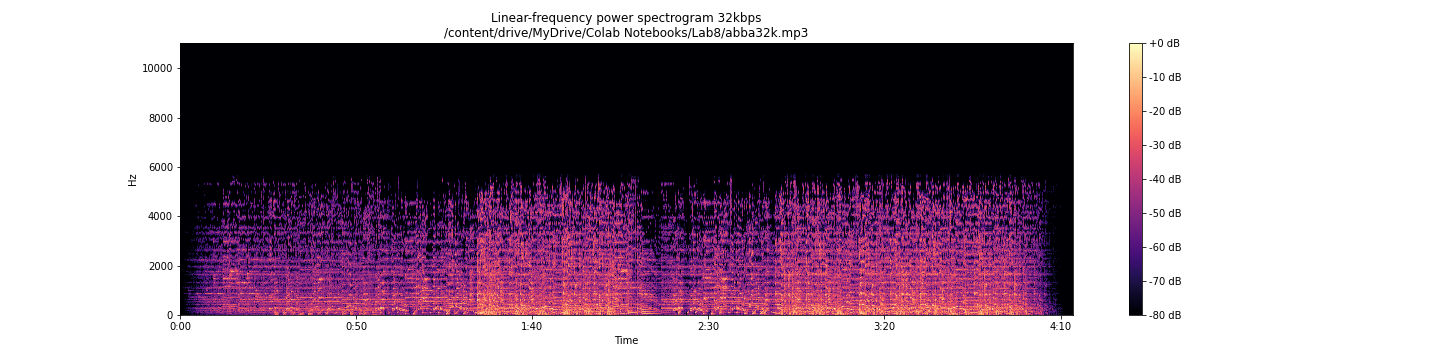 Linear-frequency power spectrogram 32kbps
/content/drive/MyDrive/Colab Notebooks/Lab8/abba32k.mp3
10000
8000
6000
4000
2000
0
Hz
0:00
0:50
1:40
2:30
3:20
4:10
Time
+0 dB
-10 dB
-20 dB
-30 dB
-40 dB
-50 dB
-60 dB
-70 dB
-80 dB